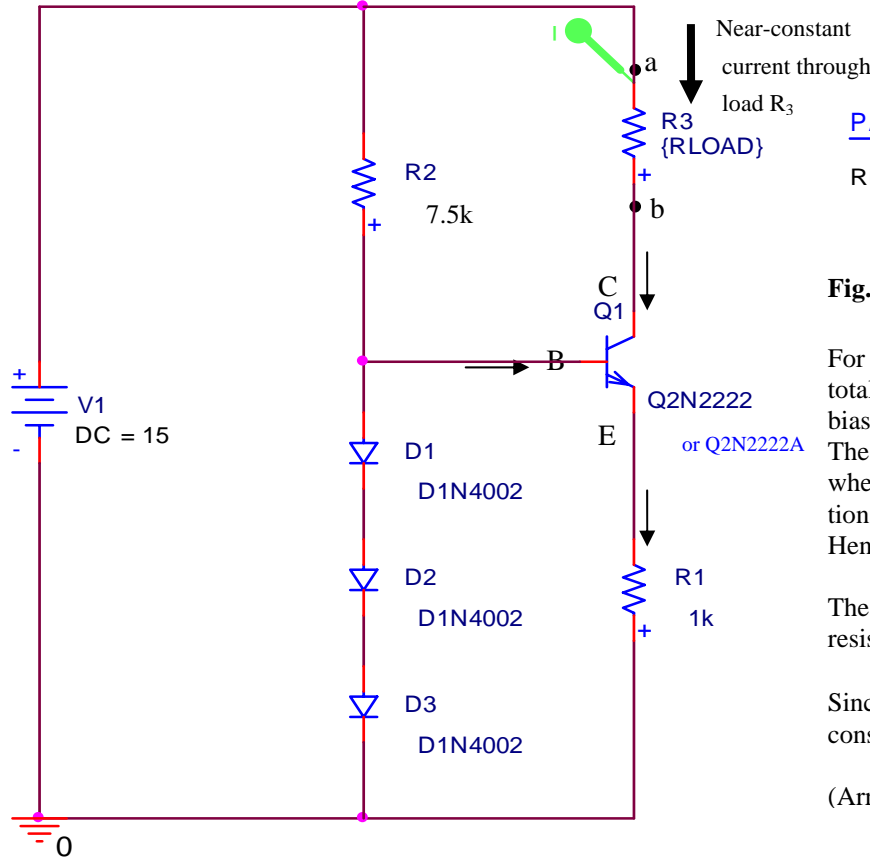 Near-constant
current through
load R3
I
a
R3
{RLOAD}
+
b
R2
7.5k
+
C
Q1
B
Q2N2222
or Q2N2222A
E
+
V1
DC = 15
-
D1
D1N4002
D2
D1N4002
D3
D1N4002
R1
1k
+
0
R
Fig.
For
total
bias
The
whe
tion
Hen
The
resis
Sinc
cons
(Arr